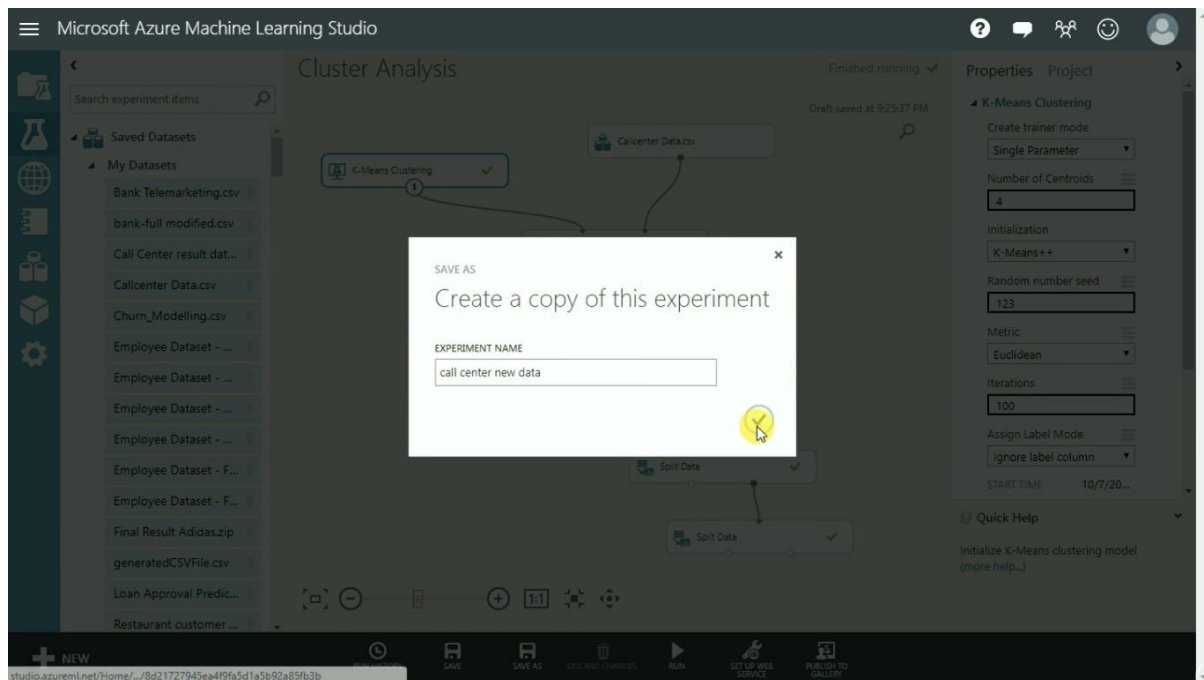 Microsoft Azure Machine Learning Studio
Search experiment items
Saved Datasets
My Datasets
Bank Telemarketing.csv
bank-full modified.csv
Call Center result dat...
Callcenter Data.csv
Churn_Modelling.csv
Employee Dataset - ...
Employee Dataset - ...
Employee Dataset - ...
Employee Dataset - ...
Employee Dataset - F...
Employee Dataset - F...
Final Result Adidas.zip
generatedCSVFile.csv
Loan Approval Predic...
Restaurant customer ...
Cluster Analysis
Finished running
Draft saved at 9:25:37 PM
Callcenter Data.csv
K-Means Clustering
1
SAVE AS
Create a copy of this experiment
EXPERIMENT NAME
call center new data
Split Data
Split Data
1:1
Properties Project
K-Means Clustering
Create trainer mode
Single Parameter
Number of Centroids
4
Initialization
K-Means++
Random number seed
123
Metric
Euclidean
Iterations
100
Assign Label Mode
Ignore label column
START TIME 10/7/20...
Quick Help
Initialize K-Means clustering model
(more help...)
NEW
RUN HISTORY
SAVE
SAVE AS
DISCARD CHANGES
RUN
SET UP WEB SERVICE
PUBLISH TO GALLERY
studio.azureml.net/Home/.../8d21727945ea4f9fa5d1a5b92a85fb3b